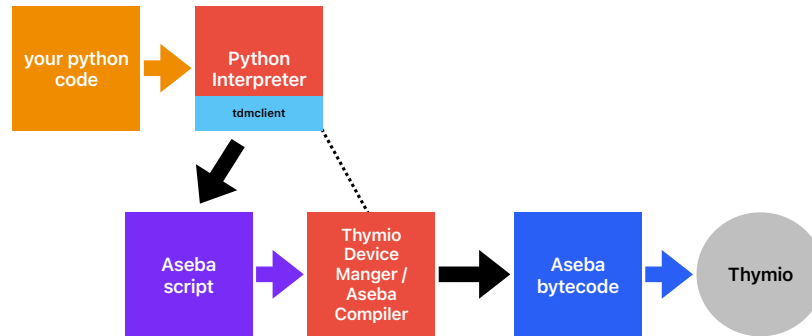 your python
code
Python
Interpreter
tdmclient
Aseba
script
Thymio
Device
Manger /
Aseba
Compiler
Aseba
bytecode
Thymio